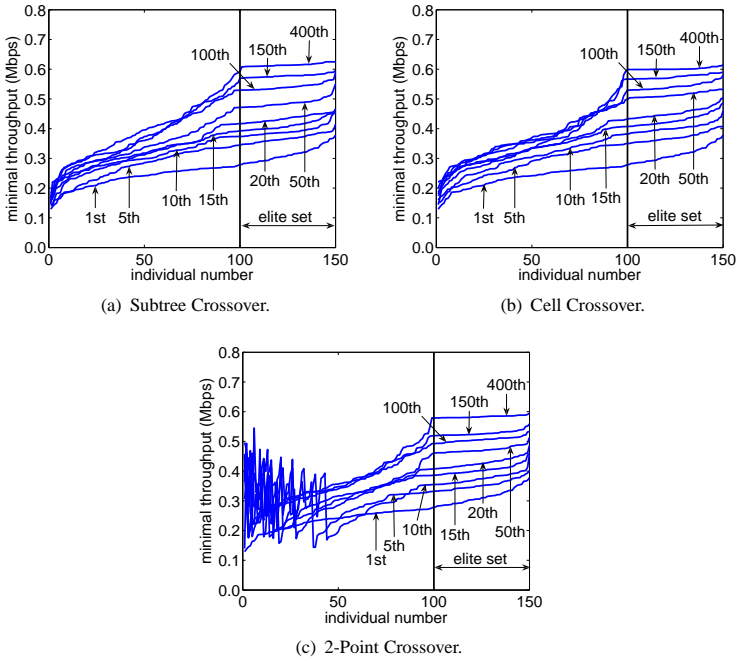 0.8
0.7
0.6
0.5
0.4
0.3
0.2
0.1
0.0
minimal throughput (Mbps)
400th
150th
100th
50th
20th
15th
10th
5th
1st
elite set
0 50 100 150
individual number
(a) Subtree Crossover.
0.8
0.7
0.6
0.5
0.4
0.3
0.2
0.1
0.0
minimal throughput (Mbps)
400th
150th
100th
50th
20th
15th
10th
5th
1st
elite set
0 50 100 150
individual number
(b) Cell Crossover.
0.8
0.7
0.6
0.5
0.4
0.3
0.2
0.1
0.0
minimal throughput (Mbps)
400th
150th
100th
50th
20th
15th
10th
5th
1st
elite set
0 50 100 150
individual number
(c) 2-Point Crossover.